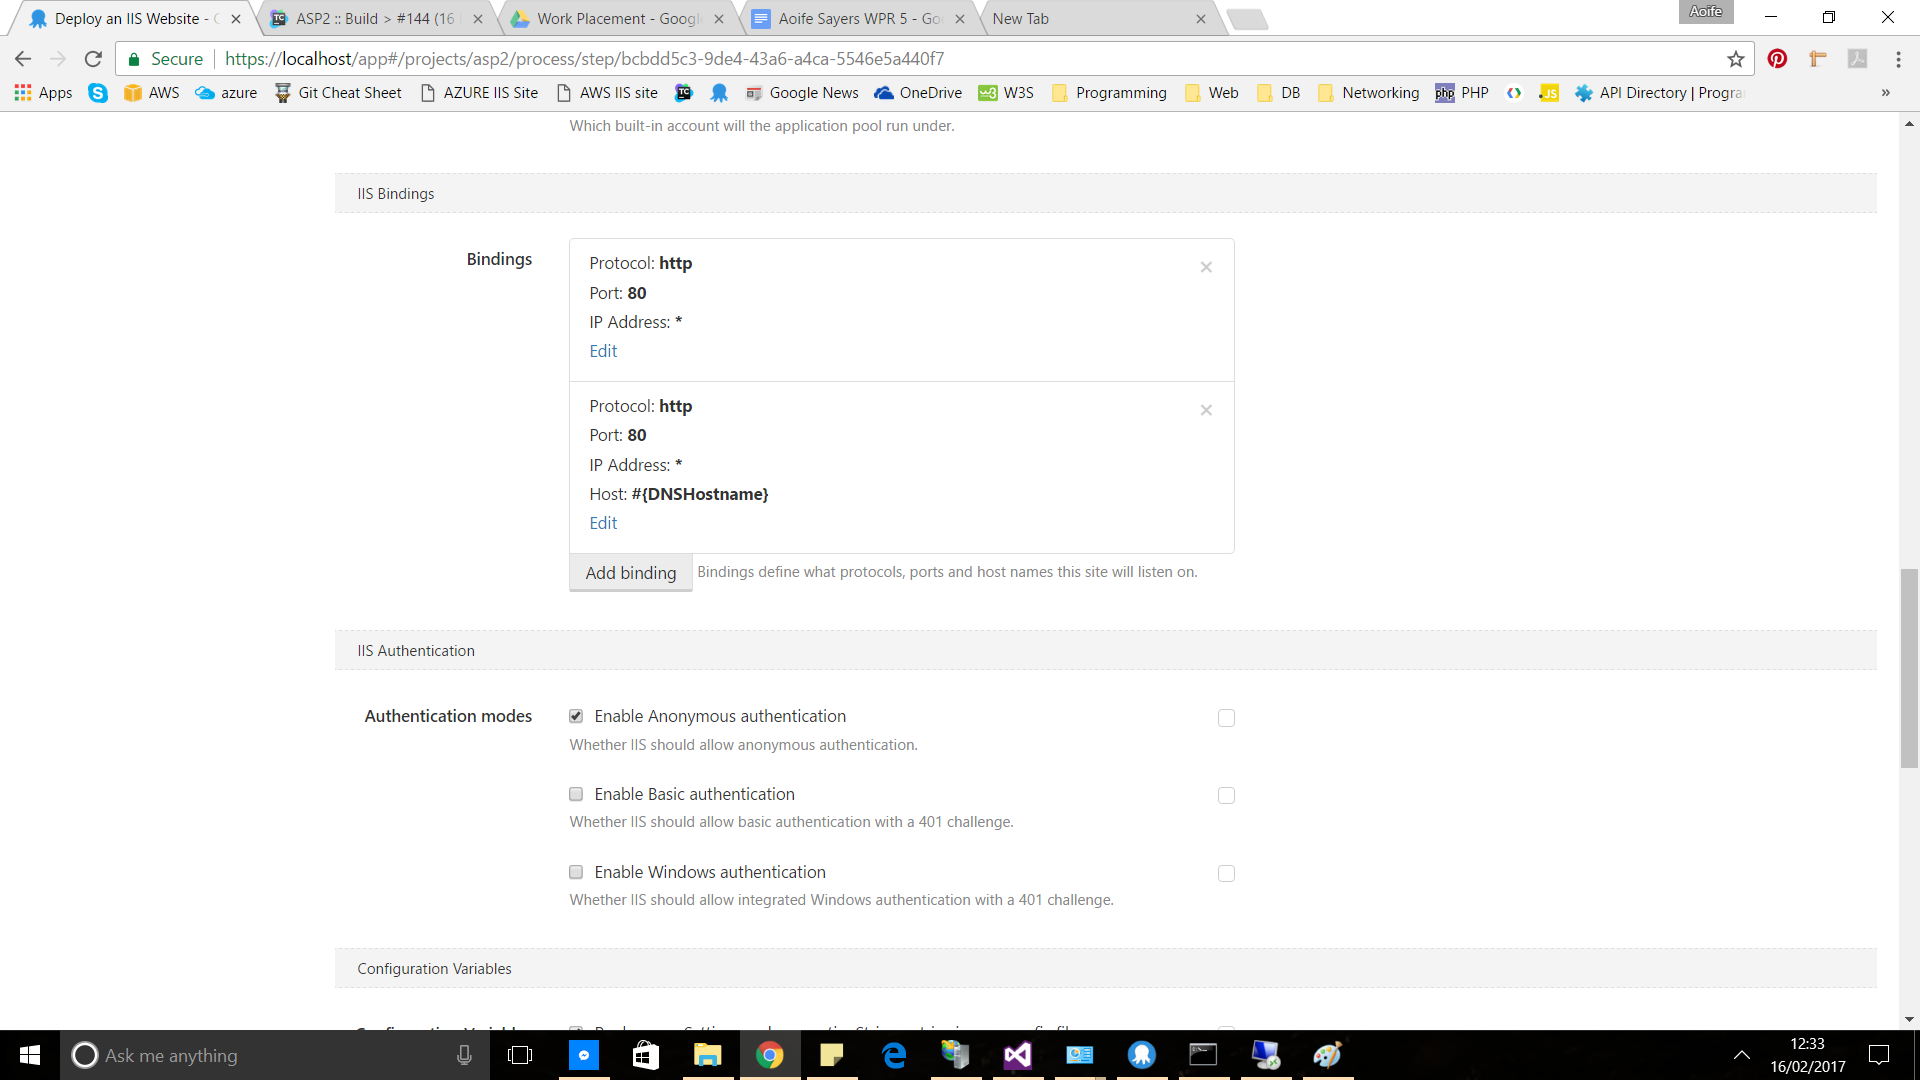 Deploy an IIS Website -
ASP2 :: Build > #144 (16
Work Placement - Google
Aoife Sayers WPR 5 - Go
New Tab
Aoife
Secure
https://localhost/app#/projects/asp2/process/step/bcbdd5c3-9de4-43a6-a4ca-5546e5a440f7
Apps
AWS
azure
Git Cheat Sheet
AZURE IIS Site
AWS IIS site
TC
Google News
OneDrive
W3S
Programming
Web
DB
Networking
php PHP
JS
API Directory | Progra
»
Which built-in account will the application pool run under.
IIS Bindings
Bindings
Protocol: http
Port: 80
IP Address: *
Edit
Protocol: http
Port: 80
IP Address: *
Host: #{DNSHostname}
Edit
Add binding
Bindings define what protocols, ports and host names this site will listen on.
IIS Authentication
Authentication modes
Enable Anonymous authentication
Whether IIS should allow anonymous authentication.
Enable Basic authentication
Whether IIS should allow basic authentication with a 401 challenge.
Enable Windows authentication
Whether IIS should allow integrated Windows authentication with a 401 challenge.
Configuration Variables
Ask me anything
12:33
16/02/2017